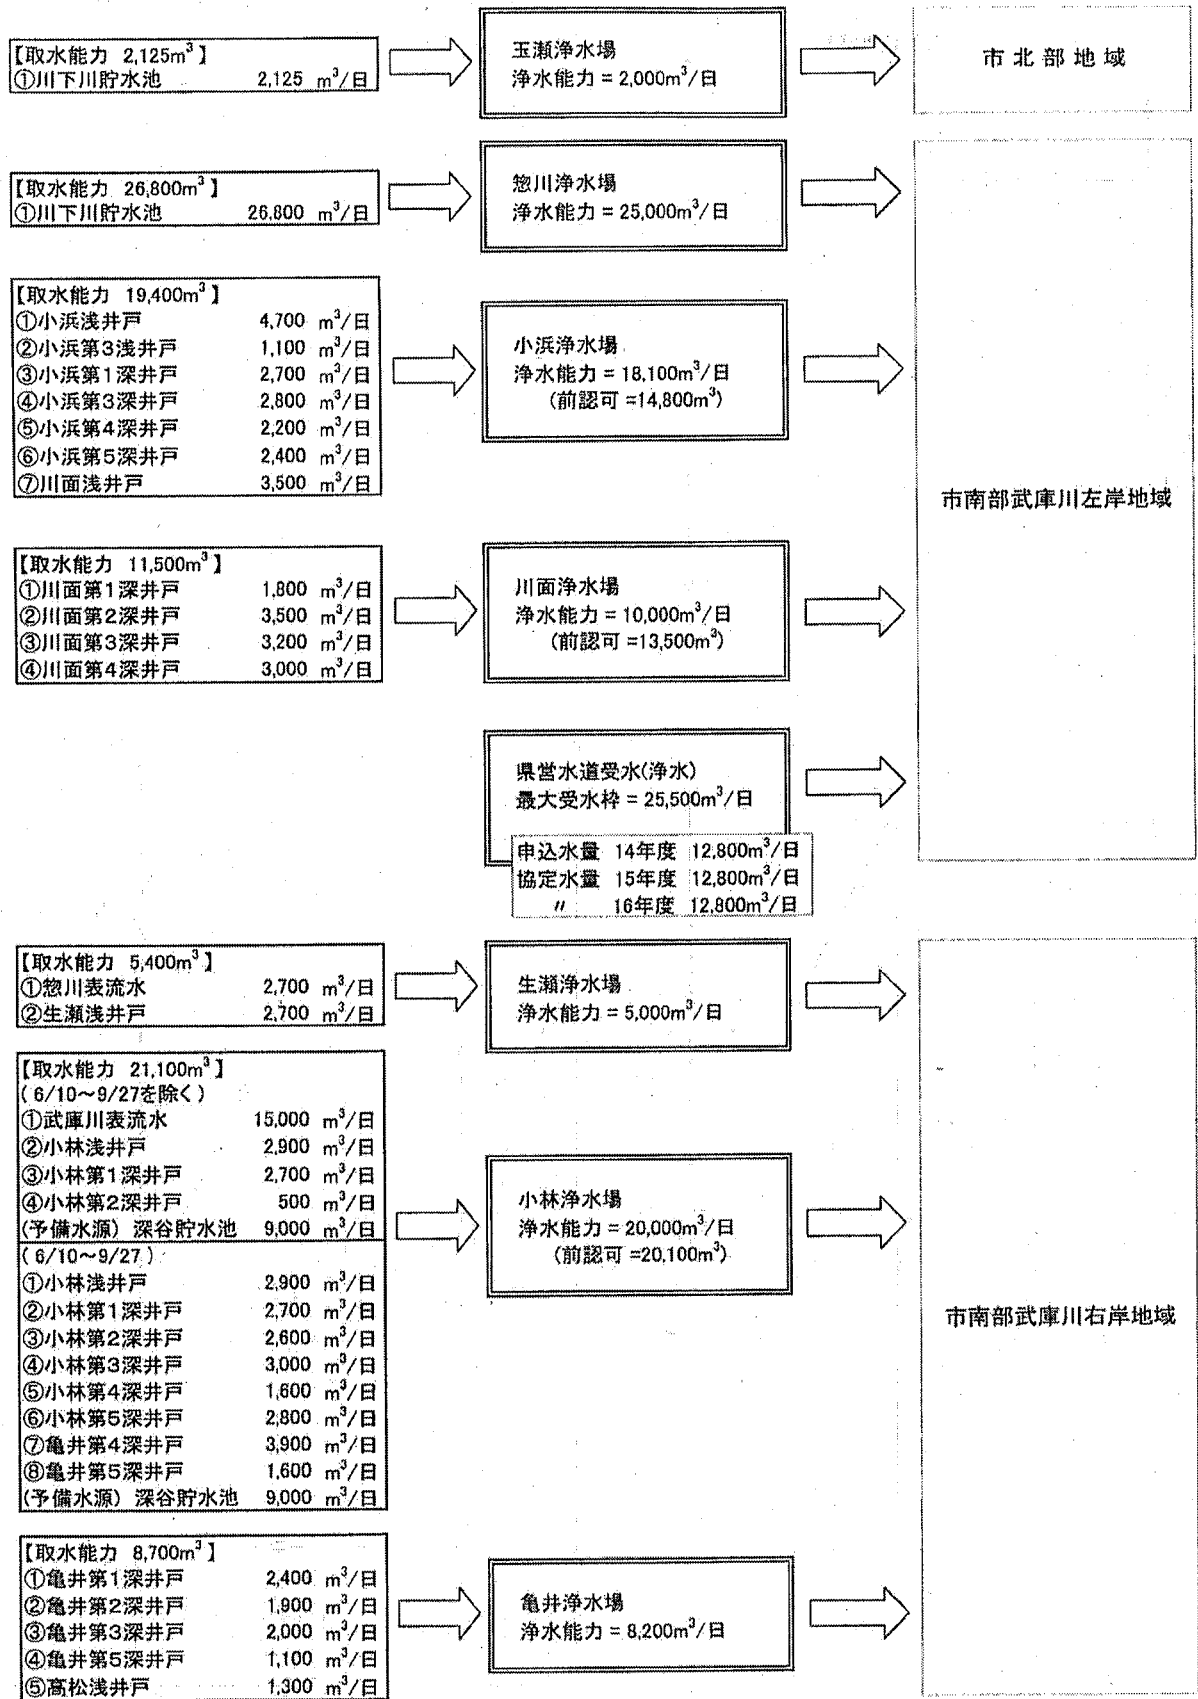 【取水能力 2,125m³】
①川下川貯水池 2,125 m³/日
玉瀬浄水場
浄水能力 = 2,000m³/日
市北部地域
【取水能力 26,800m³】
①川下川貯水池 26,800 m³/日
惣川浄水場
浄水能力 = 25,000m³/日
【取水能力 19,400m³】
①小浜浅井戸 4,700 m³/日
②小浜第3浅井戸 1,100 m³/日
③小浜第1深井戸 2,700 m³/日
④小浜第3深井戸 2,800 m³/日
⑤小浜第4深井戸 2,200 m³/日
⑥小浜第5深井戸 2,400 m³/日
⑦川面浅井戸 3,500 m³/日
小浜浄水場
浄水能力 = 18,100m³/日
(前認可 =14,800m³)
市南部武庫川左岸地域
【取水能力 11,500m³】
①川面第1深井戸 1,800 m³/日
②川面第2深井戸 3,500 m³/日
③川面第3深井戸 3,200 m³/日
④川面第4深井戸 3,000 m³/日
川面浄水場
浄水能力 = 10,000m³/日
(前認可 =13,500m³)
県営水道受水(浄水)
最大受水枠 = 25,500m³/日
申込水量 14年度 12,800m³/日
協定水量 15年度 12,800m³/日
〃 16年度 12,800m³/日
【取水能力 5,400m³】
①惣川表流水 2,700 m³/日
②生瀬浅井戸 2,700 m³/日
生瀬浄水場
浄水能力 = 5,000m³/日
【取水能力 21,100m³】
( 6/10～9/27を除く)
①武庫川表流水 15,000 m³/日
②小林浅井戸 2,900 m³/日
③小林第1深井戸 2,700 m³/日
④小林第2深井戸 500 m³/日
(予備水源) 深谷貯水池 9,000 m³/日
( 6/10～9/27 )
①小林浅井戸 2,900 m³/日
②小林第1深井戸 2,700 m³/日
③小林第2深井戸 2,600 m³/日
④小林第3深井戸 3,000 m³/日
⑤小林第4深井戸 1,600 m³/日
⑥小林第5深井戸 2,800 m³/日
⑦亀井第4深井戸 3,900 m³/日
⑧亀井第5深井戸 1,600 m³/日
(予備水源) 深谷貯水池 9,000 m³/日
小林浄水場
浄水能力 = 20,000m³/日
(前認可 =20,100m³)
市南部武庫川右岸地域
【取水能力 8,700m³】
①亀井第1深井戸 2,400 m³/日
②亀井第2深井戸 1,900 m³/日
③亀井第3深井戸 2,000 m³/日
④亀井第5深井戸 1,100 m³/日
⑤高松浅井戸 1,300 m³/日
亀井浄水場
浄水能力 = 8,200m³/日